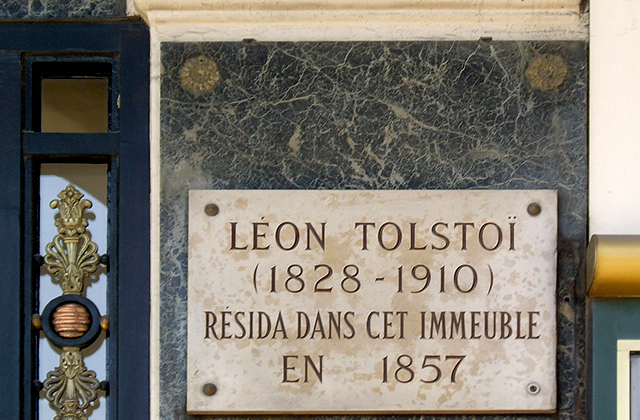 LÉON TOLSTOÏ
(1828-1910)
RÉSIDA DANS CET IMMEUBLE
EN 1857